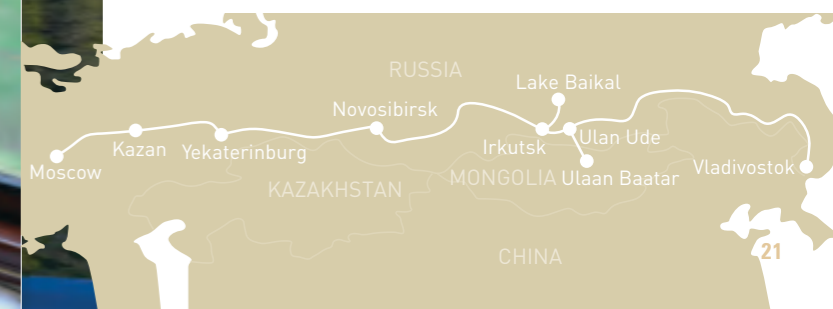 RUSSIA
Lake Baikal
Novosibirsk
Kazan
Yekaterinburg
Irkutsk
Ulan Ude
Moscow
KAZAKHSTAN
MONGOLIA
Ulaan Baatar
Vladivostok
CHINA
21